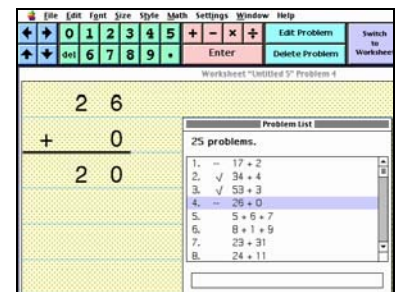 File Edit Font Size Style Math Settings Window Help
0 1 2 3 4 5 + − × ÷ Edit Problem Switch
to
Workshee
del 6 7 8 9 . Enter Delete Problem
Worksheet "Untitled 5" Problem 4
2 6
+ 0
2 0
Problem List
25 problems.
1. – 17 + 2
2. √ 34 + 4
3. √ 53 + 3
4. – 26 + 0
5. 5 + 6 + 7
6. 8 + 1 + 9
7. 23 + 31
8. 24 + 11